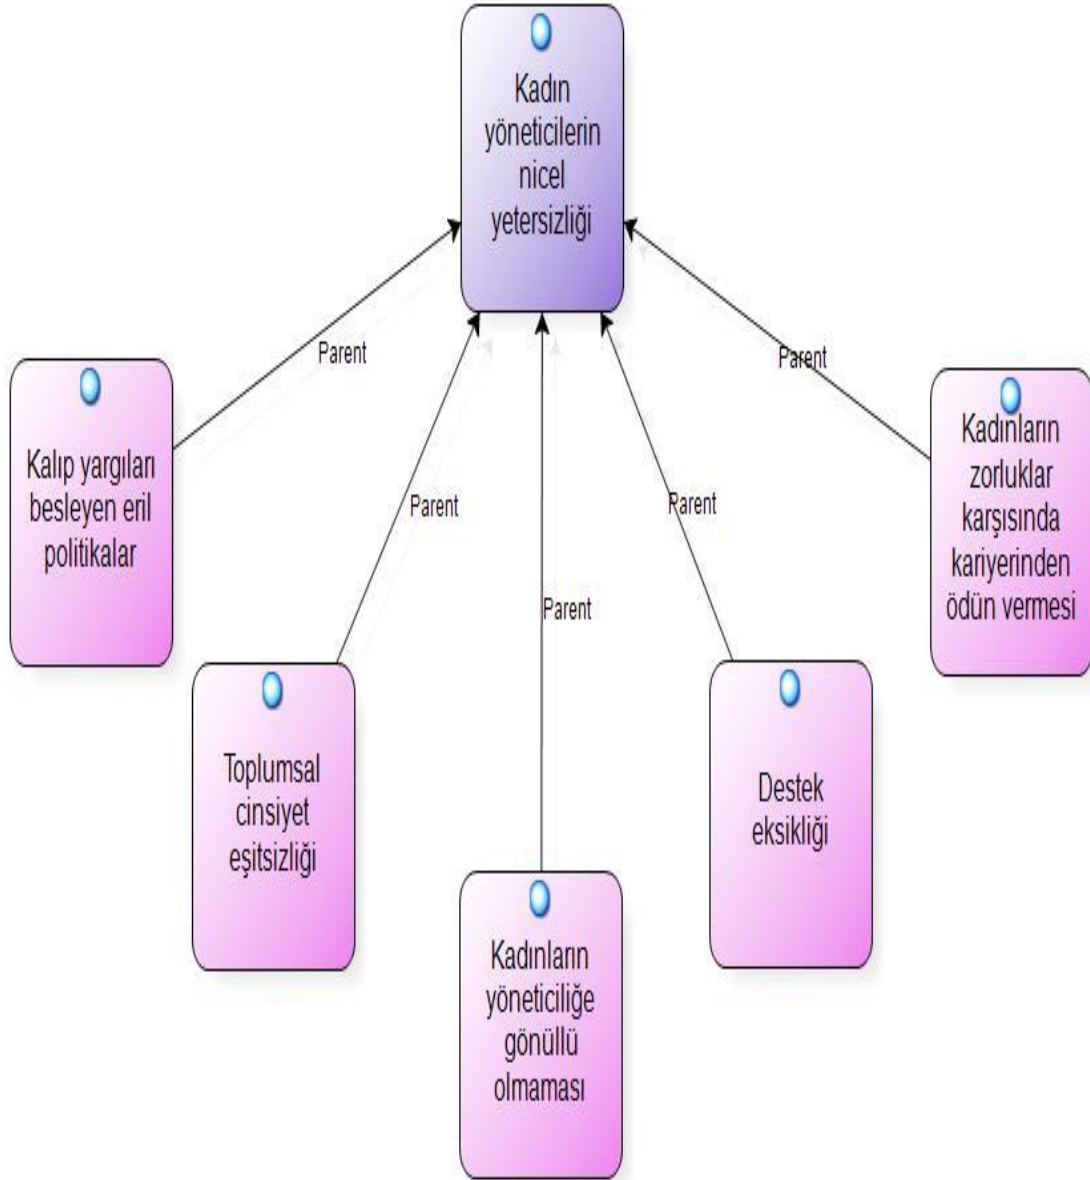 Kadın
yöneticilerin
nicel
yetersizliği
Parent
Parent
Parent
Parent
Parent
Kalıp yargıları
besleyen eril
politikalar
Toplumsal
cinsiyet
eşitsizliği
Kadınların
yöneticiliğe
gönüllü
olmaması
Destek
eksikliği
Kadınların
zorluklar
karşısında
kariyerinden
ödün vermesi